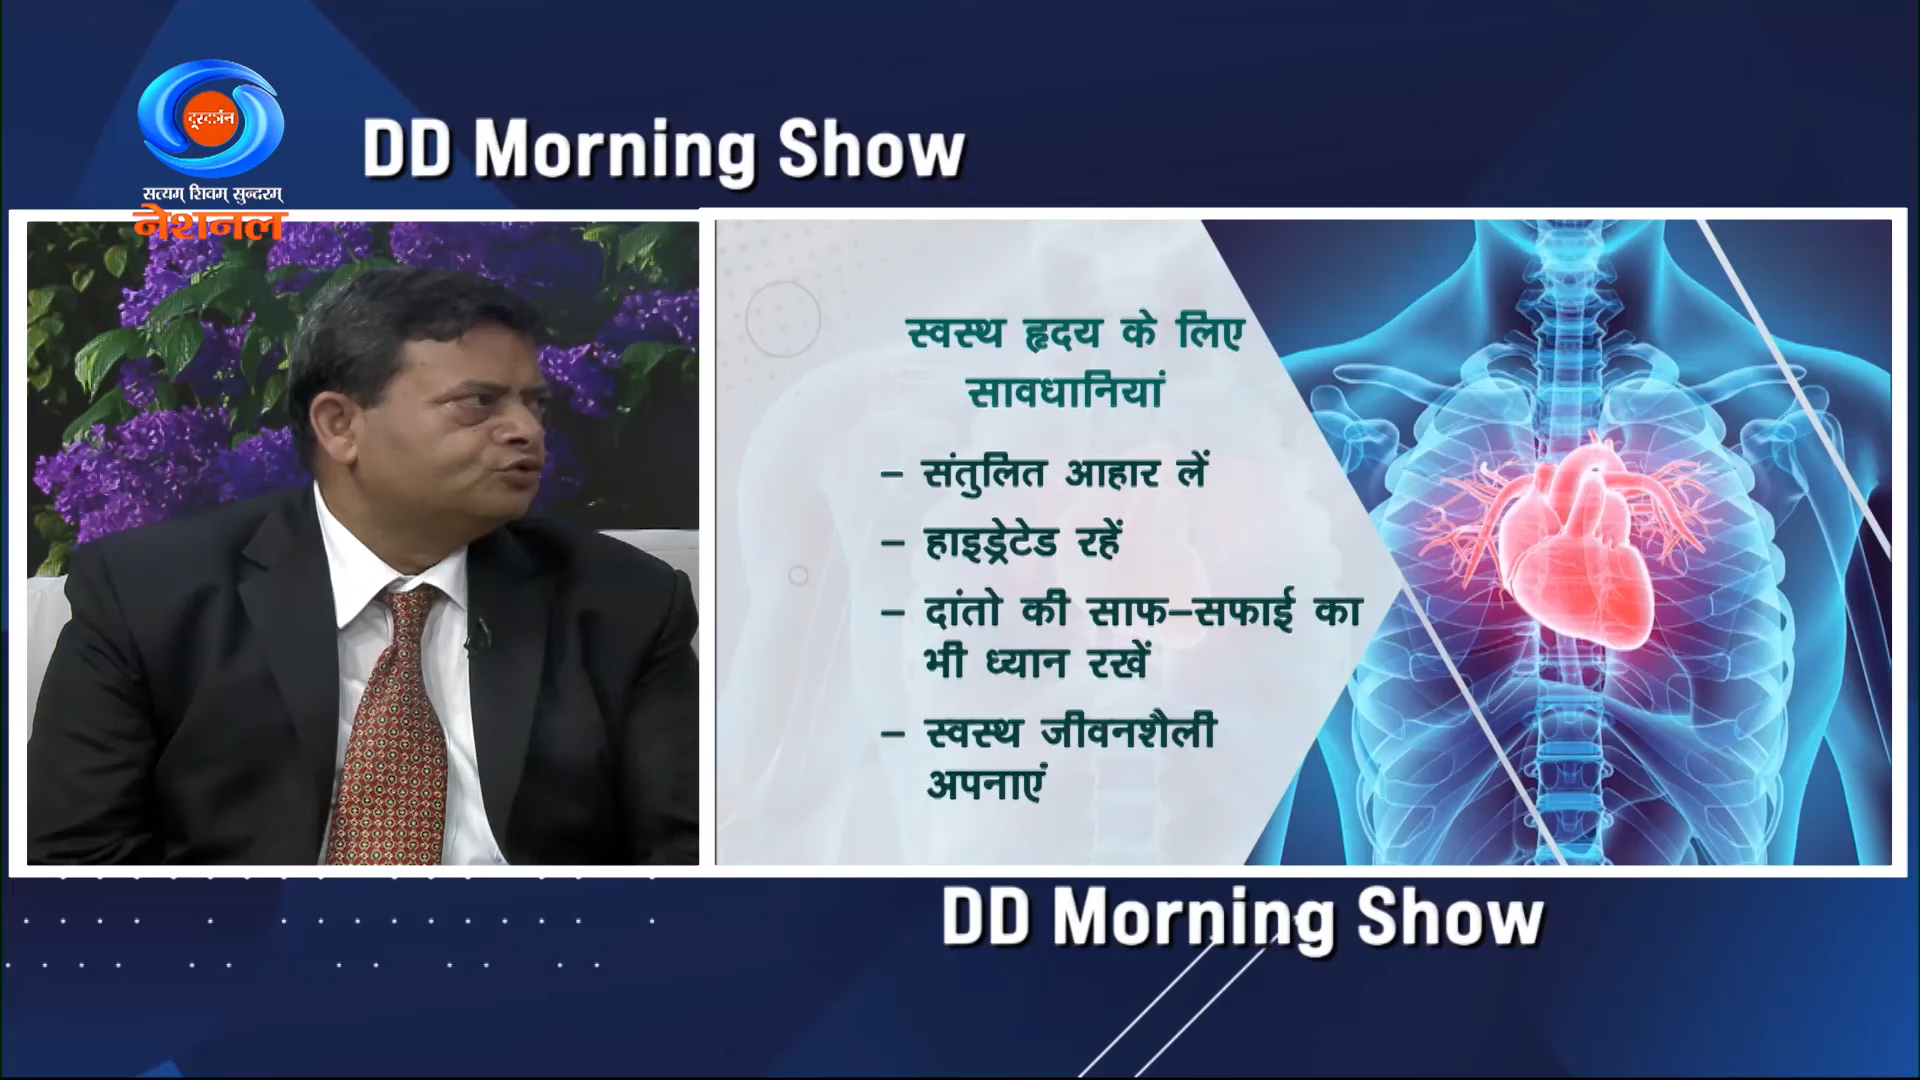 दूरदर्शन
सत्यम् शिवम् सुन्दरम्
नेशनल
DD Morning Show
स्वस्थ हृदय के लिए
सावधानियां
– संतुलित आहार लें
– हाइड्रेटेड रहें
– दांतो की साफ–सफाई का
भी ध्यान रखें
– स्वस्थ जीवनशैली
अपनाएं
DD Morning Show